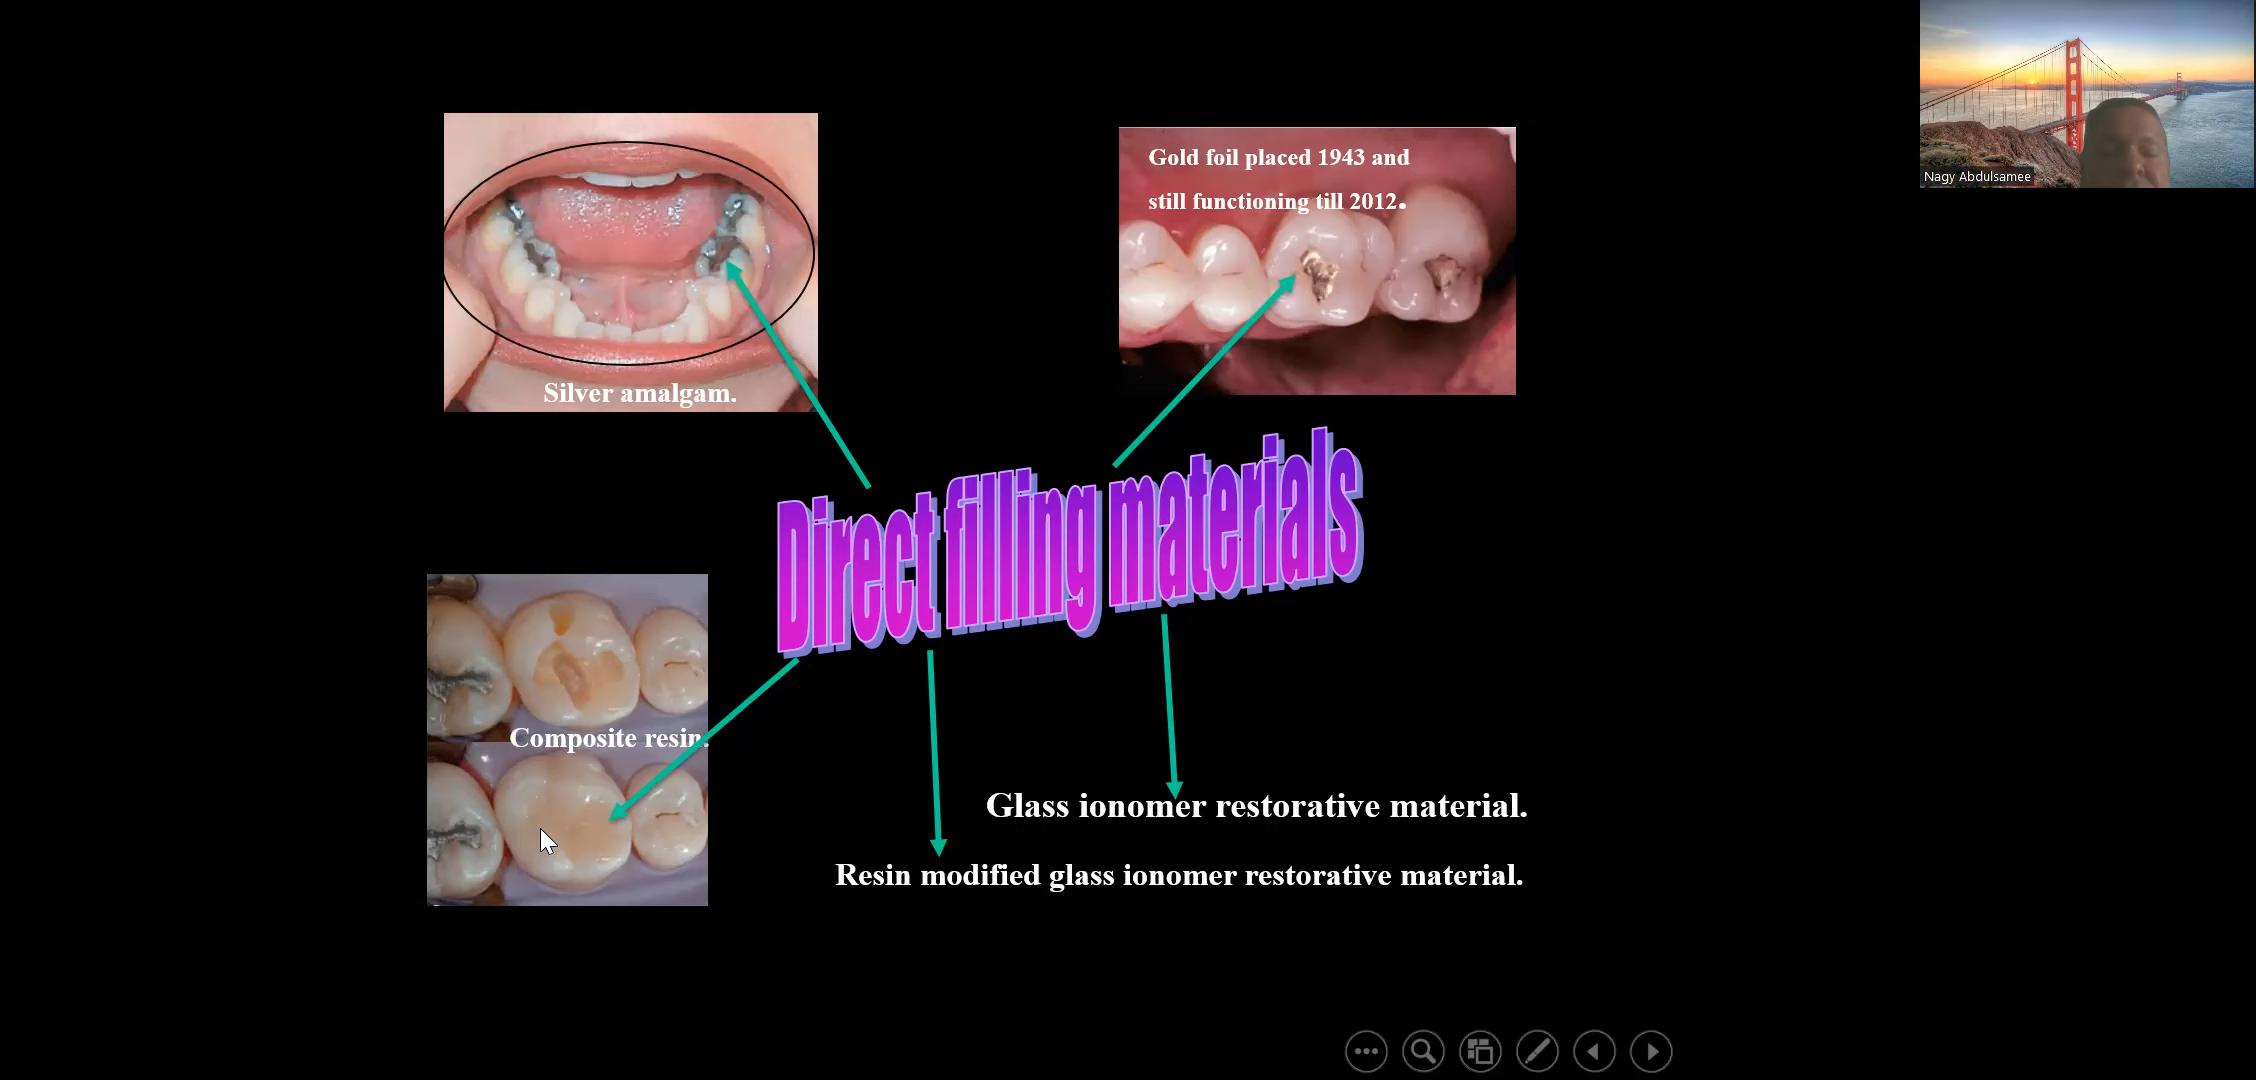 Gold foil placed 1943 and
still functioning till 2012.
Nagy Abdulsamee
Silver amalgam.
Direct filling materials
Composite resin.
Glass ionomer restorative material.
Resin modified glass ionomer restorative material.